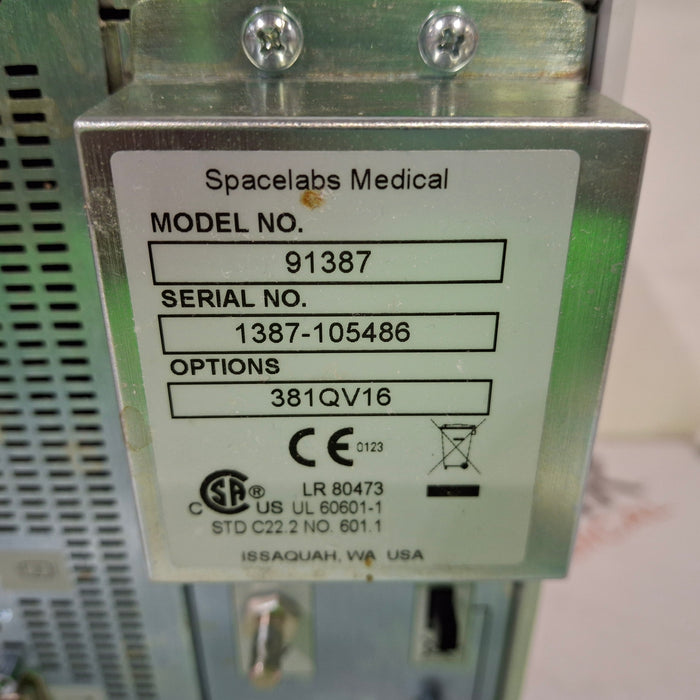 Spacelabs Medical
MODEL NO.
91387
SERIAL NO.
1387-105486
OPTIONS
381QV16
CE 0123
CSA ® LR 80473
C US UL 60601-1
STD C22.2 NO. 601.1
ISSAQUAH, WA USA